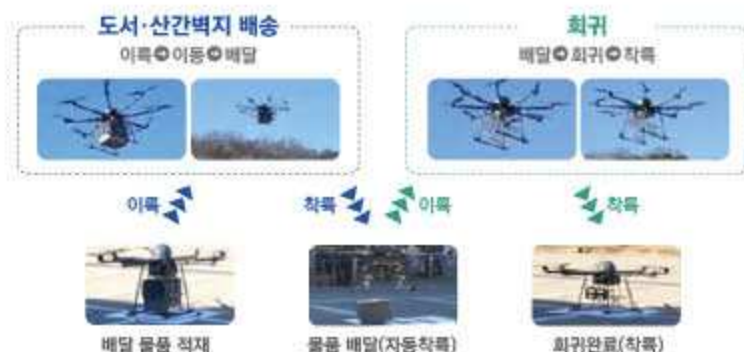 도서·산간벽지 배송
이륙➲이동➲배달
회귀
배달➲회귀➲착륙
이륙
착륙
이륙
착륙
배달 물품 적재
물품 배달(자동착륙)
회귀완료(착륙)